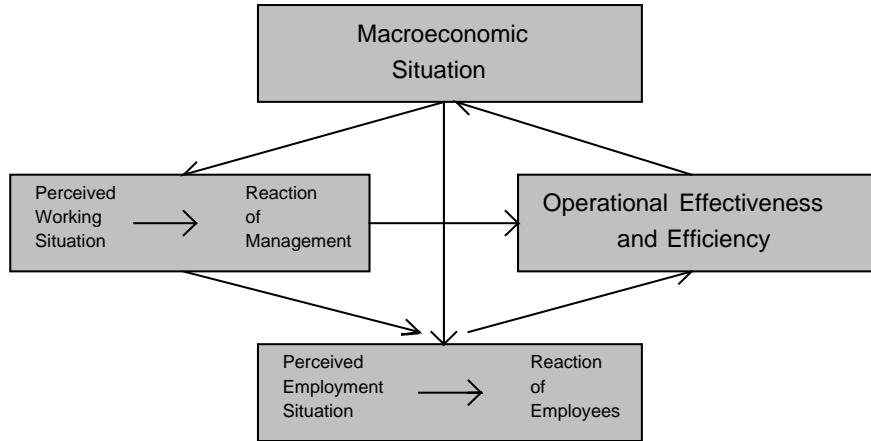 Macroeconomic
Situation
Perceived
Working
Situation
Reaction
of
Management
Operational Effectiveness
and Efficiency
Perceived
Employment
Situation
Reaction
of
Employees